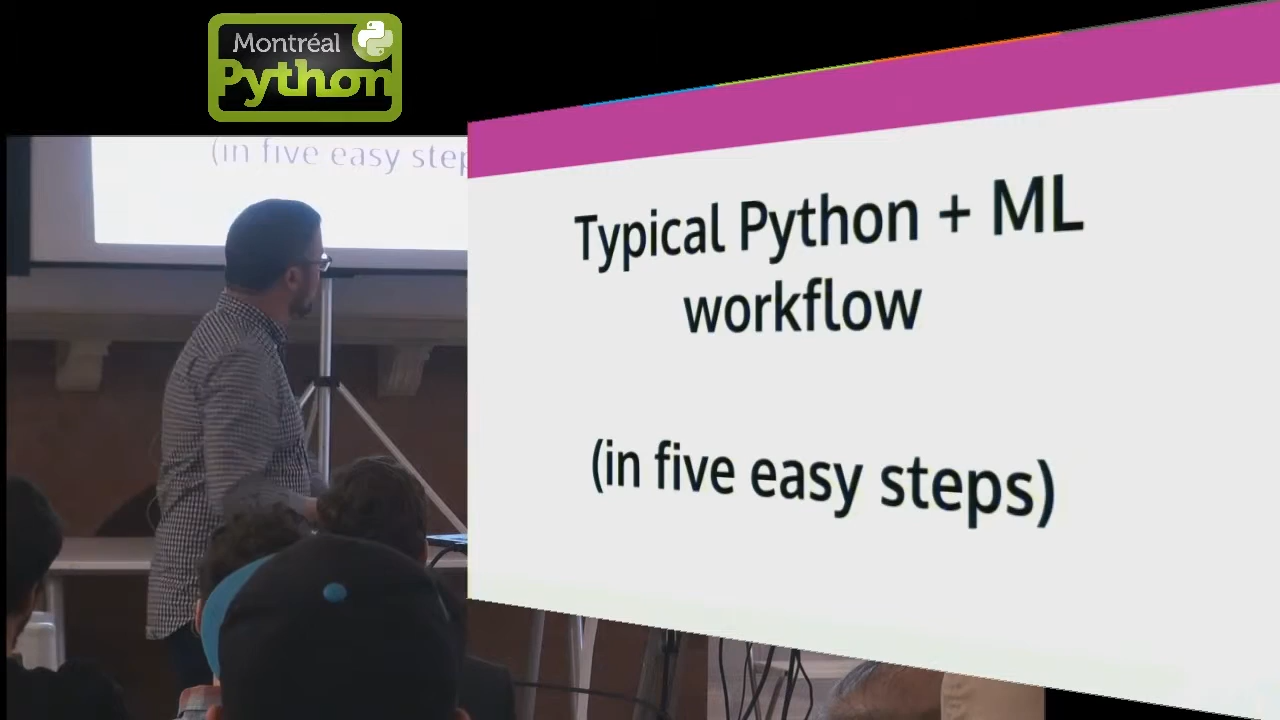 Montréal
Python
(in five easy step
Typical Python + ML
workflow
(in five easy steps)